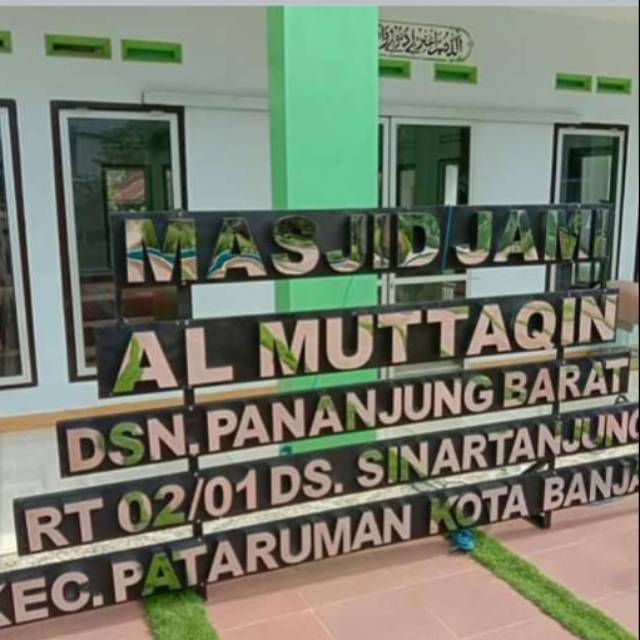 MASJID JAMI
AL MUTTAQIN
DSN. PANANJUNG BARAT
RT 02/01 DS. SINARTANJUNG
KEC. PATARUMAN KOTA BANJA